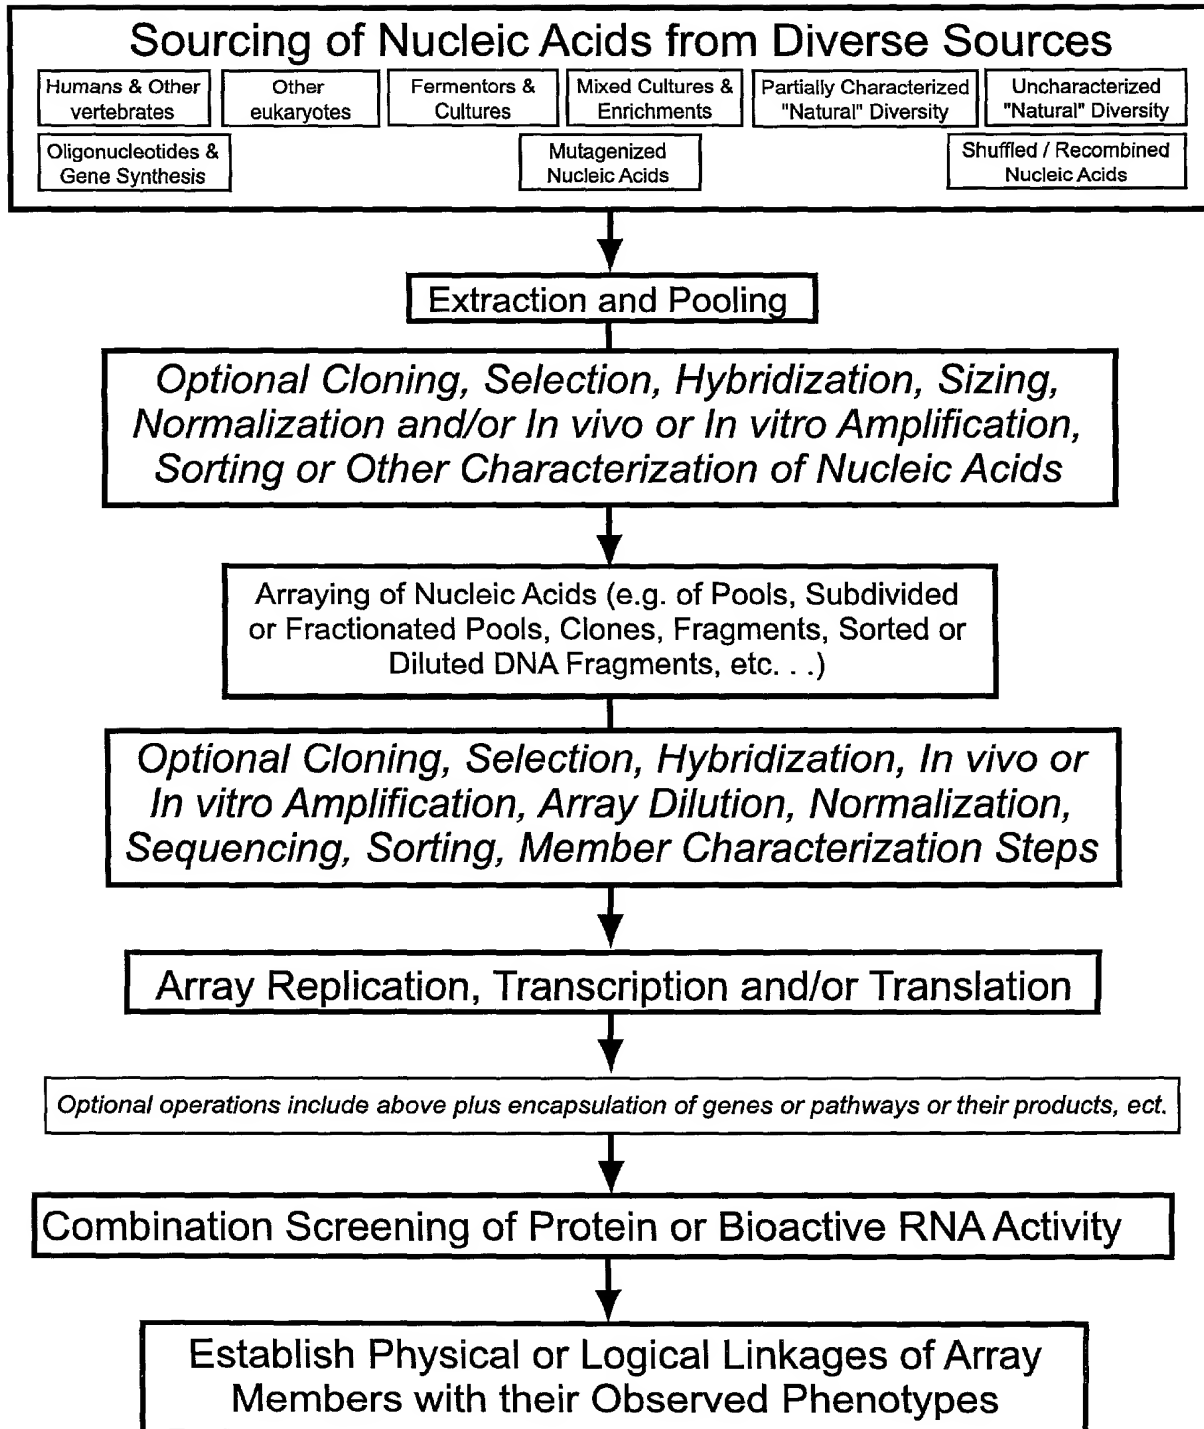 Sourcing of Nucleic Acids from Diverse Sources
Humans & Other
vertebrates
Other
eukaryotes
Fermentors &
Cultures
Mixed Cultures &
Enrichments
Partially Characterized
"Natural" Diversity
Uncharacterized
"Natural" Diversity
Oligonucleotides &
Gene Synthesis
Mutagenized
Nucleic Acids
Shuffled / Recombined
Nucleic Acids
Extraction and Pooling
Optional Cloning, Selection, Hybridization, Sizing,
Normalization and/or In vivo or In vitro Amplification,
Sorting or Other Characterization of Nucleic Acids
Arraying of Nucleic Acids (e.g. of Pools, Subdivided
or Fractionated Pools, Clones, Fragments, Sorted or
Diluted DNA Fragments, etc. . .)
Optional Cloning, Selection, Hybridization, In vivo or
In vitro Amplification, Array Dilution, Normalization,
Sequencing, Sorting, Member Characterization Steps
Array Replication, Transcription and/or Translation
Optional operations include above plus encapsulation of genes or pathways or their products, ect.
Combination Screening of Protein or Bioactive RNA Activity
Establish Physical or Logical Linkages of Array
Members with their Observed Phenotypes